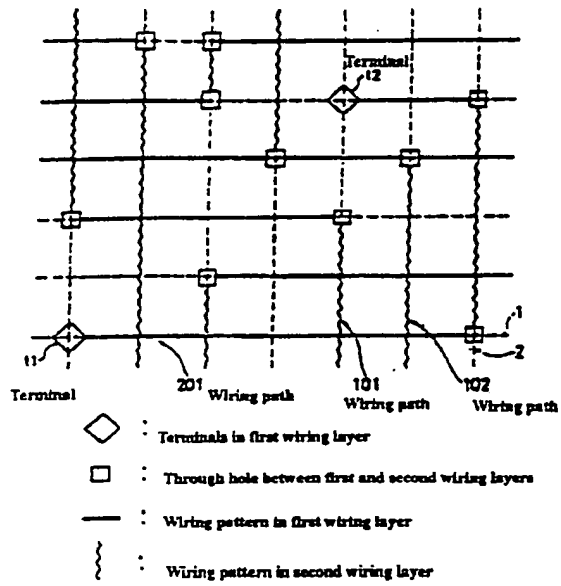 Terminal
t2
1
2
t1
201
101
102
Terminal
Wiring path
Wiring path
Wiring path
: Terminals in first wiring layer
: Through hole between first and second wiring layers
: Wiring pattern in first wiring layer
: Wiring pattern in second wiring layer